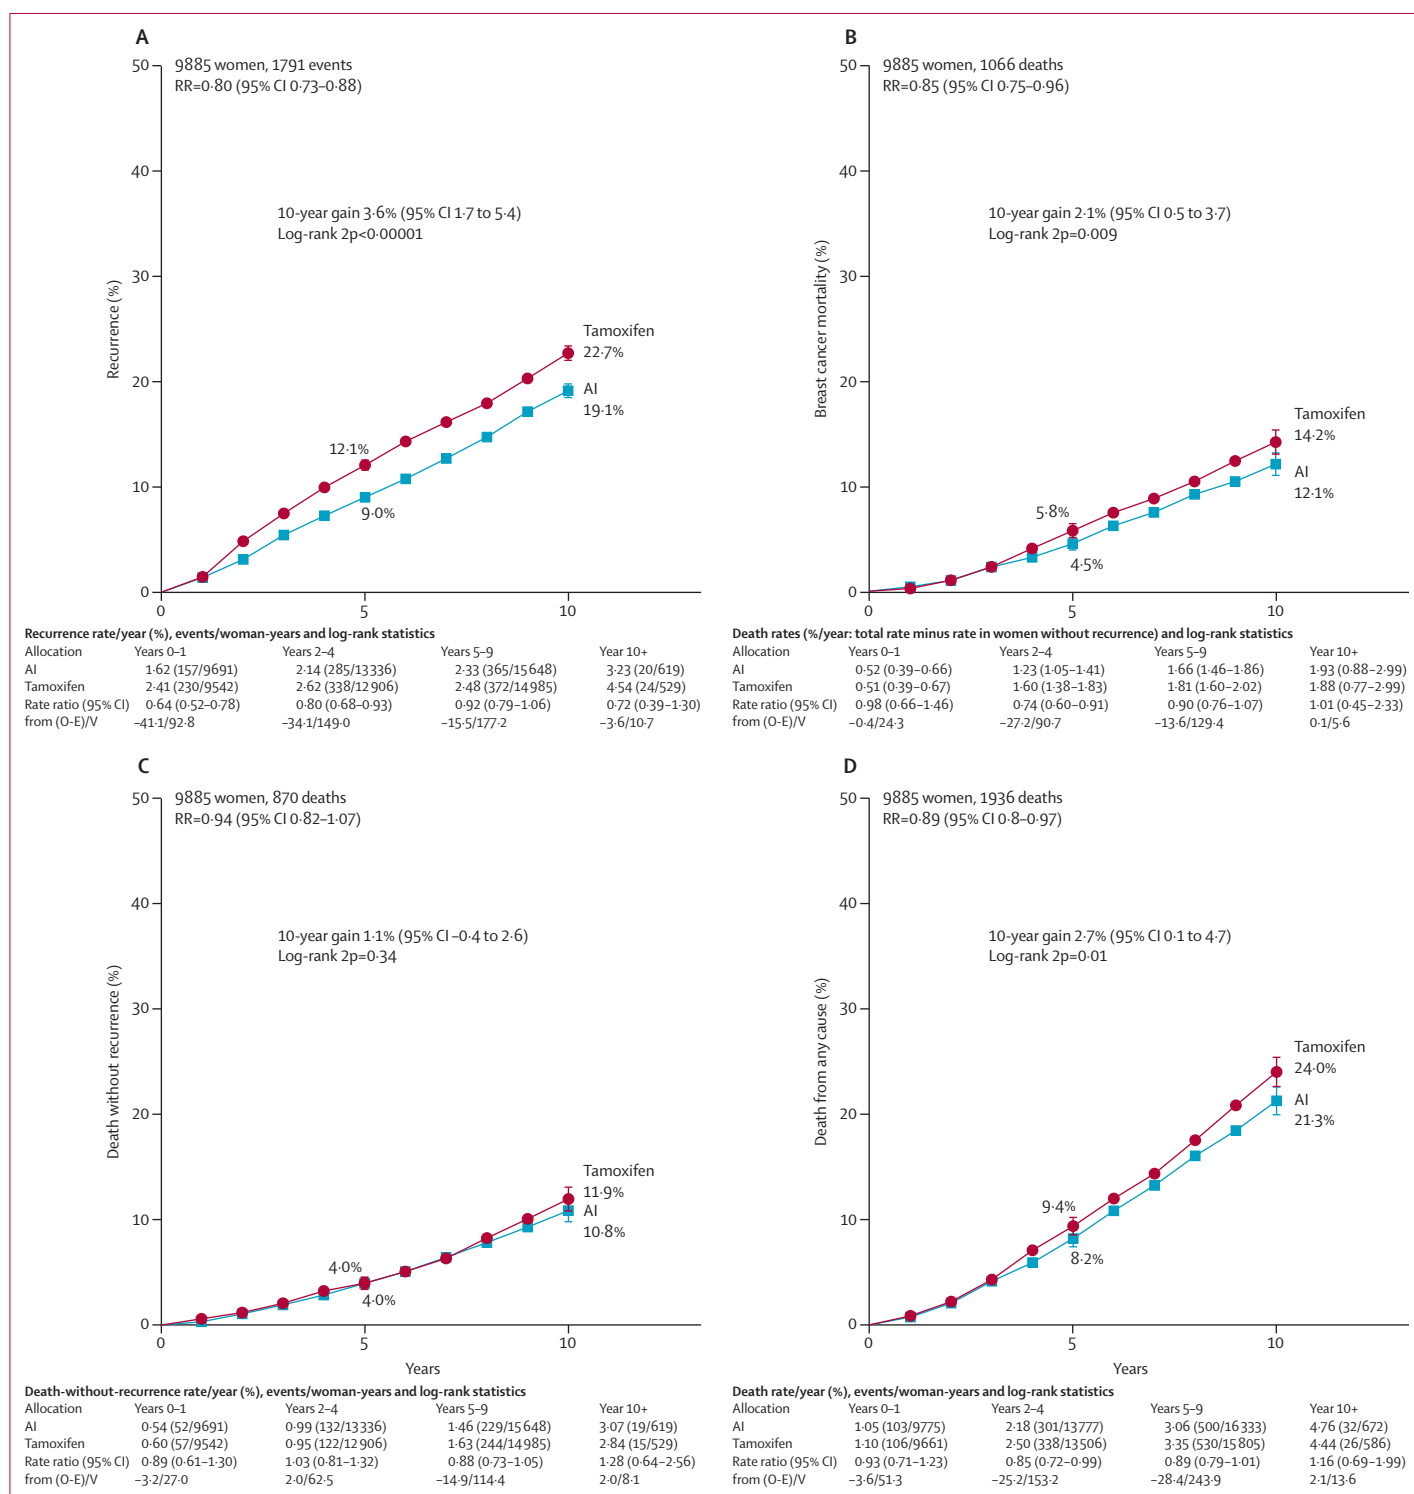 A
9885 women, 1791 events
RR=0·80 (95% CI 0·73–0·88)
10-year gain 3·6% (95% CI 1·7 to 5·4)
Log-rank 2p<0·00001
Recurrence (%)
50
40
30
20
10
0
Tamoxifen
22·7%
AI
19·1%
12·1%
9·0%
0 5 10
Recurrence rate/year (%), events/woman-years and log-rank statistics
Allocation Years 0–1 Years 2–4 Years 5–9 Year 10+
AI 1·62 (157/9691) 2·14 (285/13 336) 2·33 (365/15 648) 3·23 (20/619)
Tamoxifen 2·41 (230/9542) 2·62 (338/12 906) 2·48 (372/14 985) 4·54 (24/529)
Rate ratio (95% CI) 0·64 (0·52–0·78) 0·80 (0·68–0·93) 0·92 (0·79–1·06) 0·72 (0·39–1·30)
from (O-E)/V –41·1/92·8 –34·1/149·0 –15·5/177·2 –3·6/10·7
B
9885 women, 1066 deaths
RR=0·85 (95% CI 0·75–0·96)
10-year gain 2·1% (95% CI 0·5 to 3·7)
Log-rank 2p=0·009
Breast cancer mortality (%)
50
40
30
20
10
0
Tamoxifen
14·2%
AI
12·1%
5·8%
4·5%
0 5 10
Death rates (%/year: total rate minus rate in women without recurrence) and log-rank statistics
Allocation Years 0–1 Years 2–4 Years 5–9 Year 10+
AI 0·52 (0·39–0·66) 1·23 (1·05–1·41) 1·66 (1·46–1·86) 1·93 (0·88–2·99)
Tamoxifen 0·51 (0·39–0·67) 1·60 (1·38–1·83) 1·81 (1·60–2·02) 1·88 (0·77–2·99)
Rate ratio (95% CI) 0·98 (0·66–1·46) 0·74 (0·60–0·91) 0·90 (0·76–1·07) 1·01 (0·45–2·33)
from (O-E)/V –0·4/24·3 –27·2/90·7 –13·6/129·4 0·1/5·6
C
9885 women, 870 deaths
RR=0·94 (95% CI 0·82–1·07)
10-year gain 1·1% (95% CI –0·4 to 2·6)
Log-rank 2p=0·34
Death without recurrence (%)
50
40
30
20
10
0
Tamoxifen
11·9%
AI
10·8%
4·0%
4·0%
0 5 10
Years
Death-without-recurrence rate/year (%), events/woman-years and log-rank statistics
Allocation Years 0–1 Years 2–4 Years 5–9 Year 10+
AI 0·54 (52/9691) 0·99 (132/13 336) 1·46 (229/15 648) 3·07 (19/619)
Tamoxifen 0·60 (57/9542) 0·95 (122/12 906) 1·63 (244/14 985) 2·84 (15/529)
Rate ratio (95% CI) 0·89 (0·61–1·30) 1·03 (0·81–1·32) 0·88 (0·73–1·05) 1·28 (0·64–2·56)
from (O-E)/V –3·2/27·0 2·0/62·5 –14·9/114·4 2·0/8·1
D
9885 women, 1936 deaths
RR=0·89 (95% CI 0·8–0·97)
10-year gain 2·7% (95% CI 0·1 to 4·7)
Log-rank 2p=0·01
Death from any cause (%)
50
40
30
20
10
0
Tamoxifen
24·0%
AI
21·3%
9·4%
8·2%
0 5 10
Years
Death rate/year (%), events/woman-years and log-rank statistics
Allocation Years 0–1 Years 2–4 Years 5–9 Year 10+
AI 1·05 (103/9775) 2·18 (301/13 777) 3·06 (500/16 333) 4·76 (32/672)
Tamoxifen 1·10 (106/9661) 2·50 (338/13 506) 3·35 (530/15 805) 4·44 (26/586)
Rate ratio (95% CI) 0·93 (0·71–1·23) 0·85 (0·72–0·99) 0·89 (0·79–1·01) 1·16 (0·69–1·99)
from (O-E)/V –3·6/51·3 –25·2/153·2 –28·4/243·9 2·1/13·6